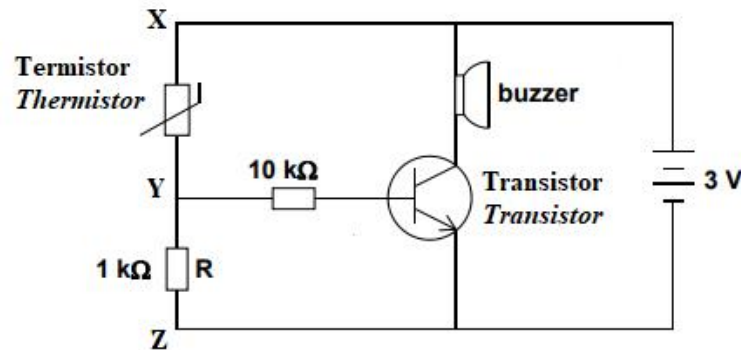 X
Termistor
Thermistor
buzzer
10 kΩ
Y
Transistor
Transistor
3 V
1 kΩ R
Z